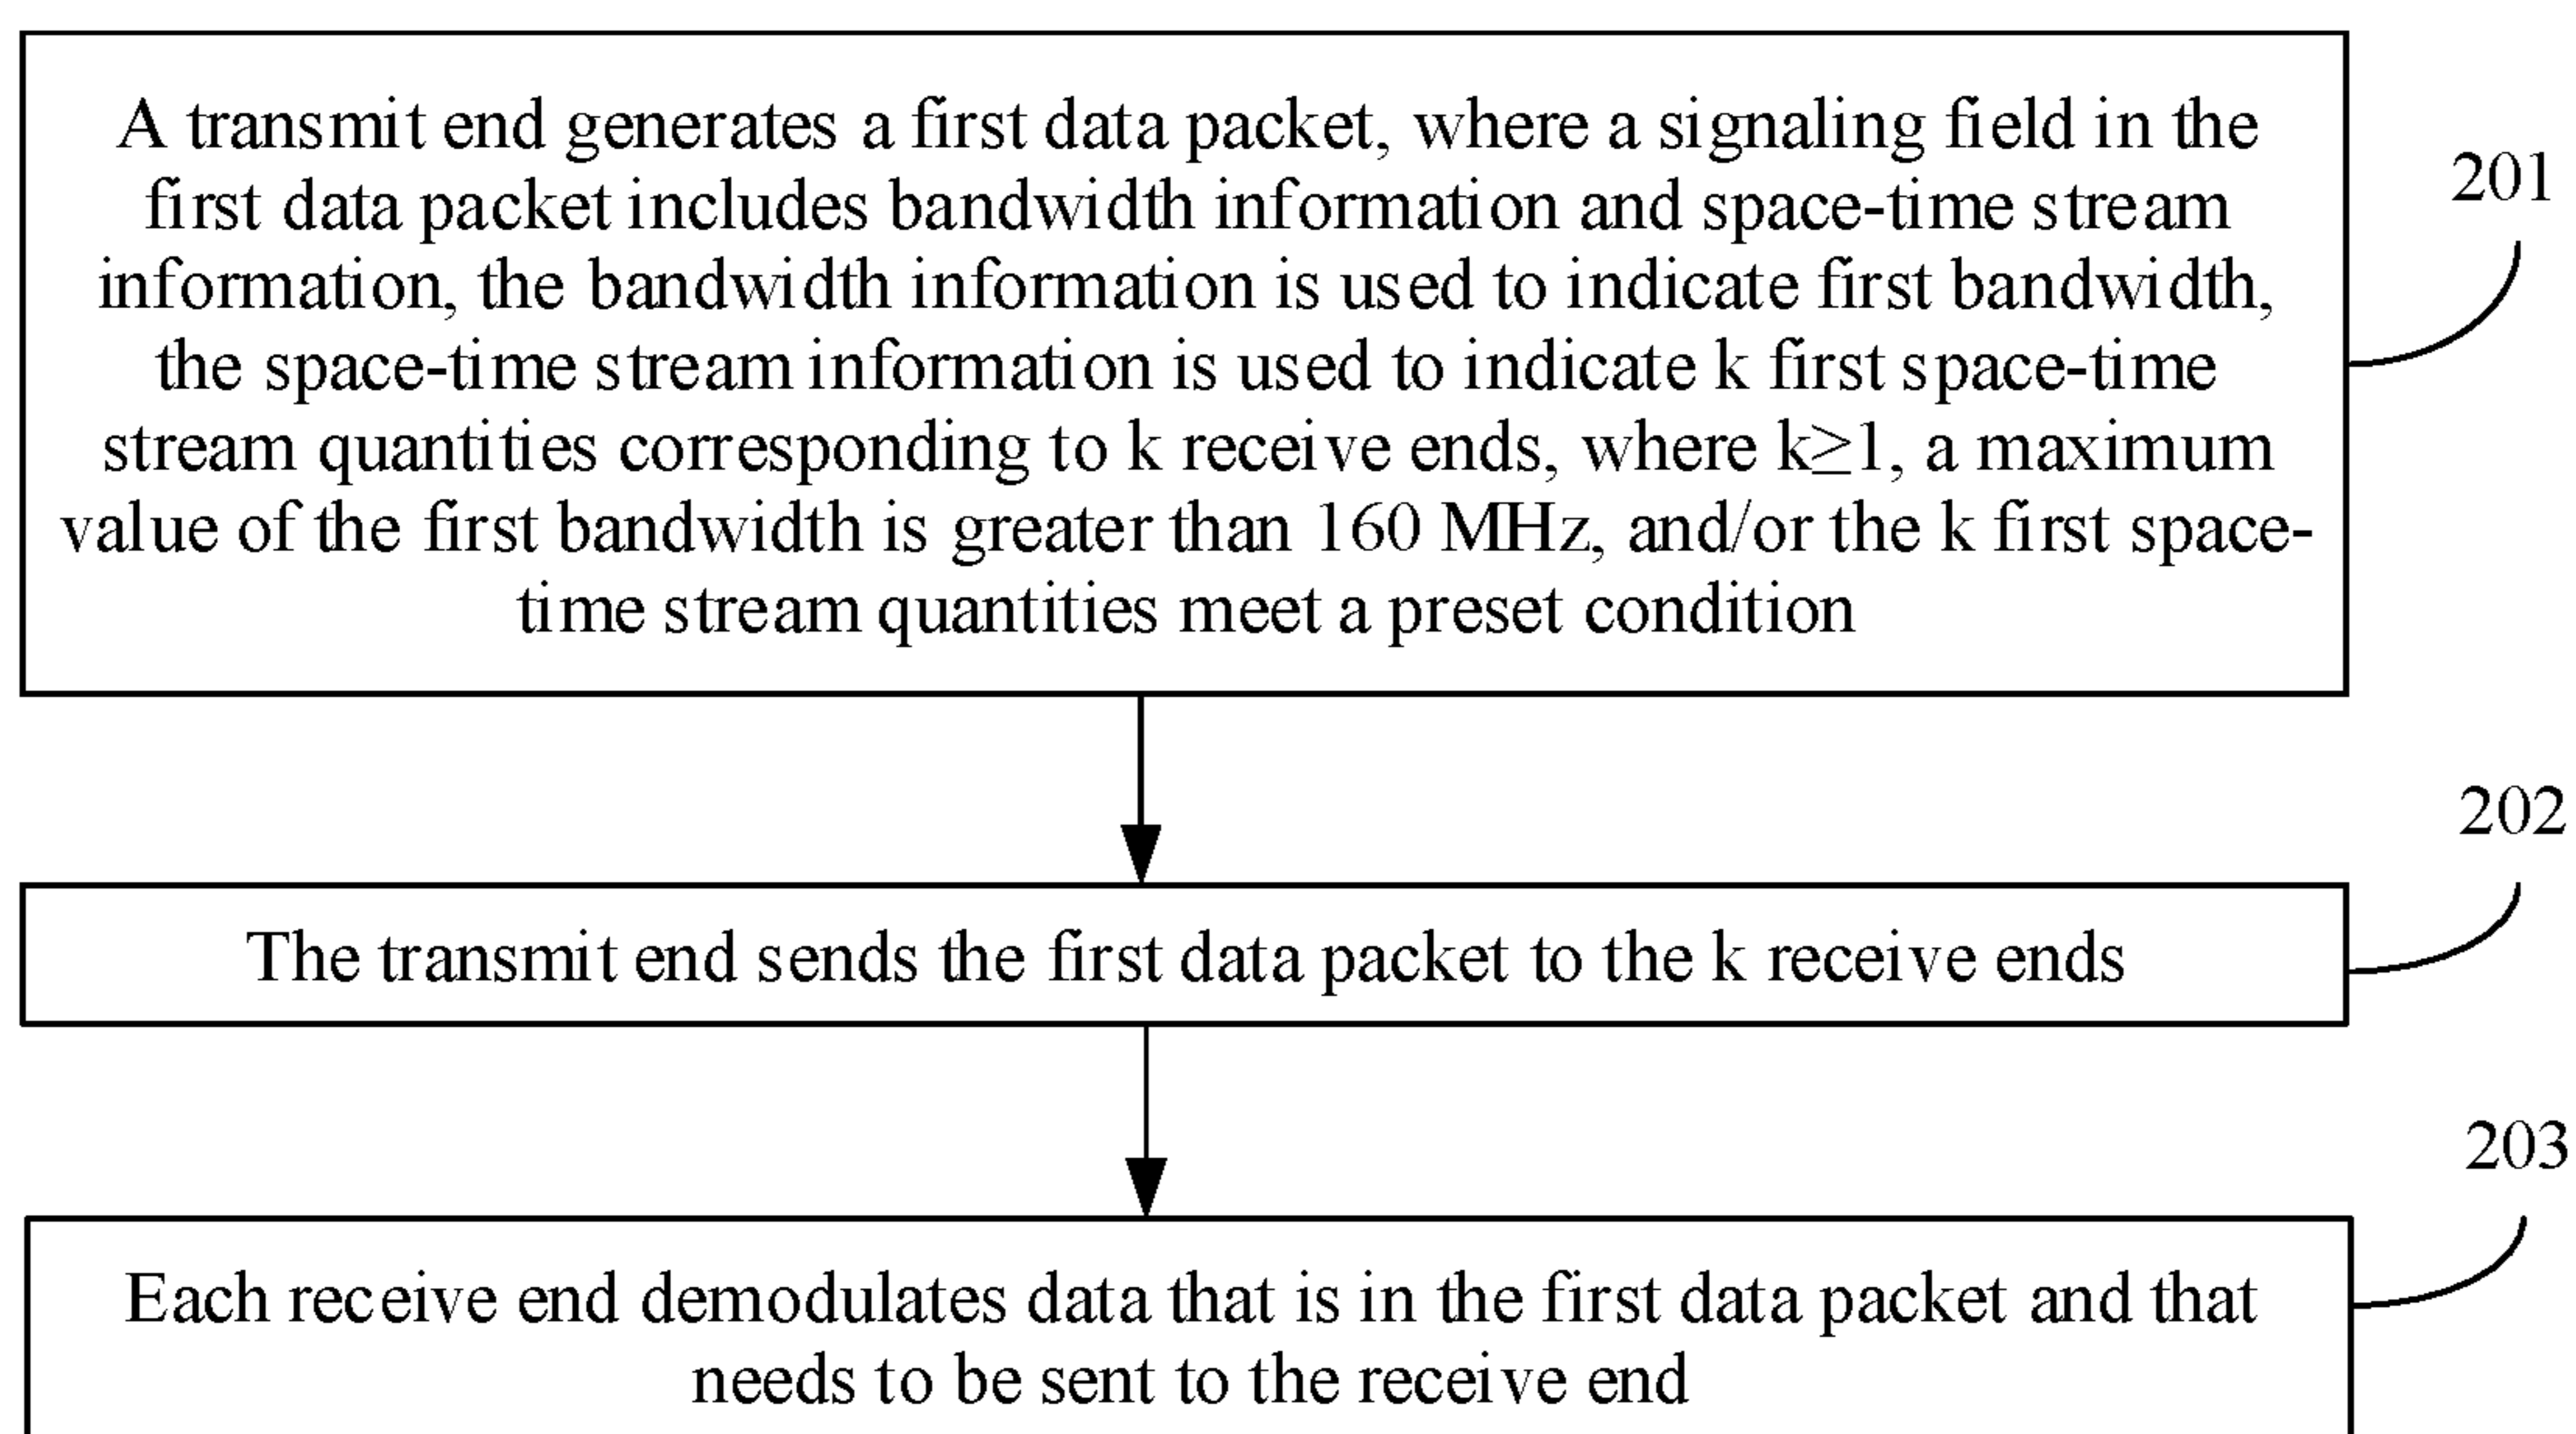 A transmit end generates a first data packet, where a signaling field in the
first data packet includes bandwidth information and space-time stream
information, the bandwidth information is used to indicate first bandwidth,
the space-time stream information is used to indicate k first space-time
stream quantities corresponding to k receive ends, where k≥1, a maximum
value of the first bandwidth is greater than 160 MHz, and/or the k first space-
time stream quantities meet a preset condition
201
The transmit end sends the first data packet to the k receive ends
202
Each receive end demodulates data that is in the first data packet and that
needs to be sent to the receive end
203